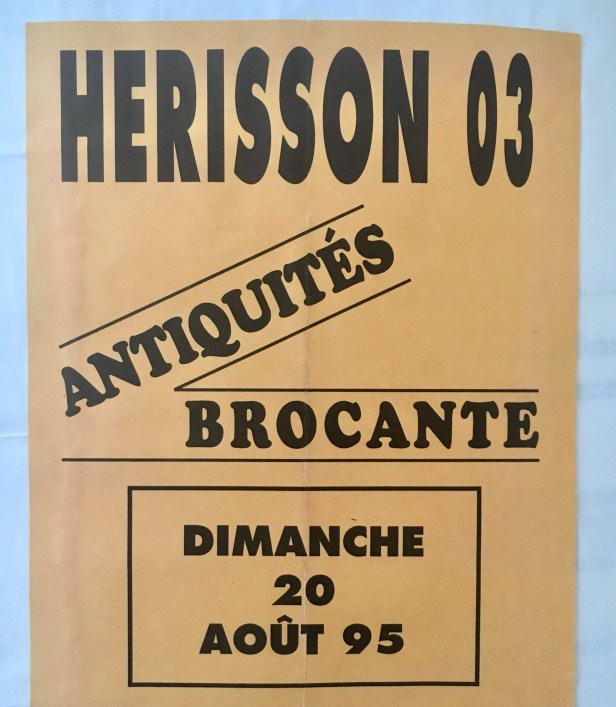 HERISSON 03
ANTIQUITÉS
BROCANTE
DIMANCHE
20
AOÛT 95